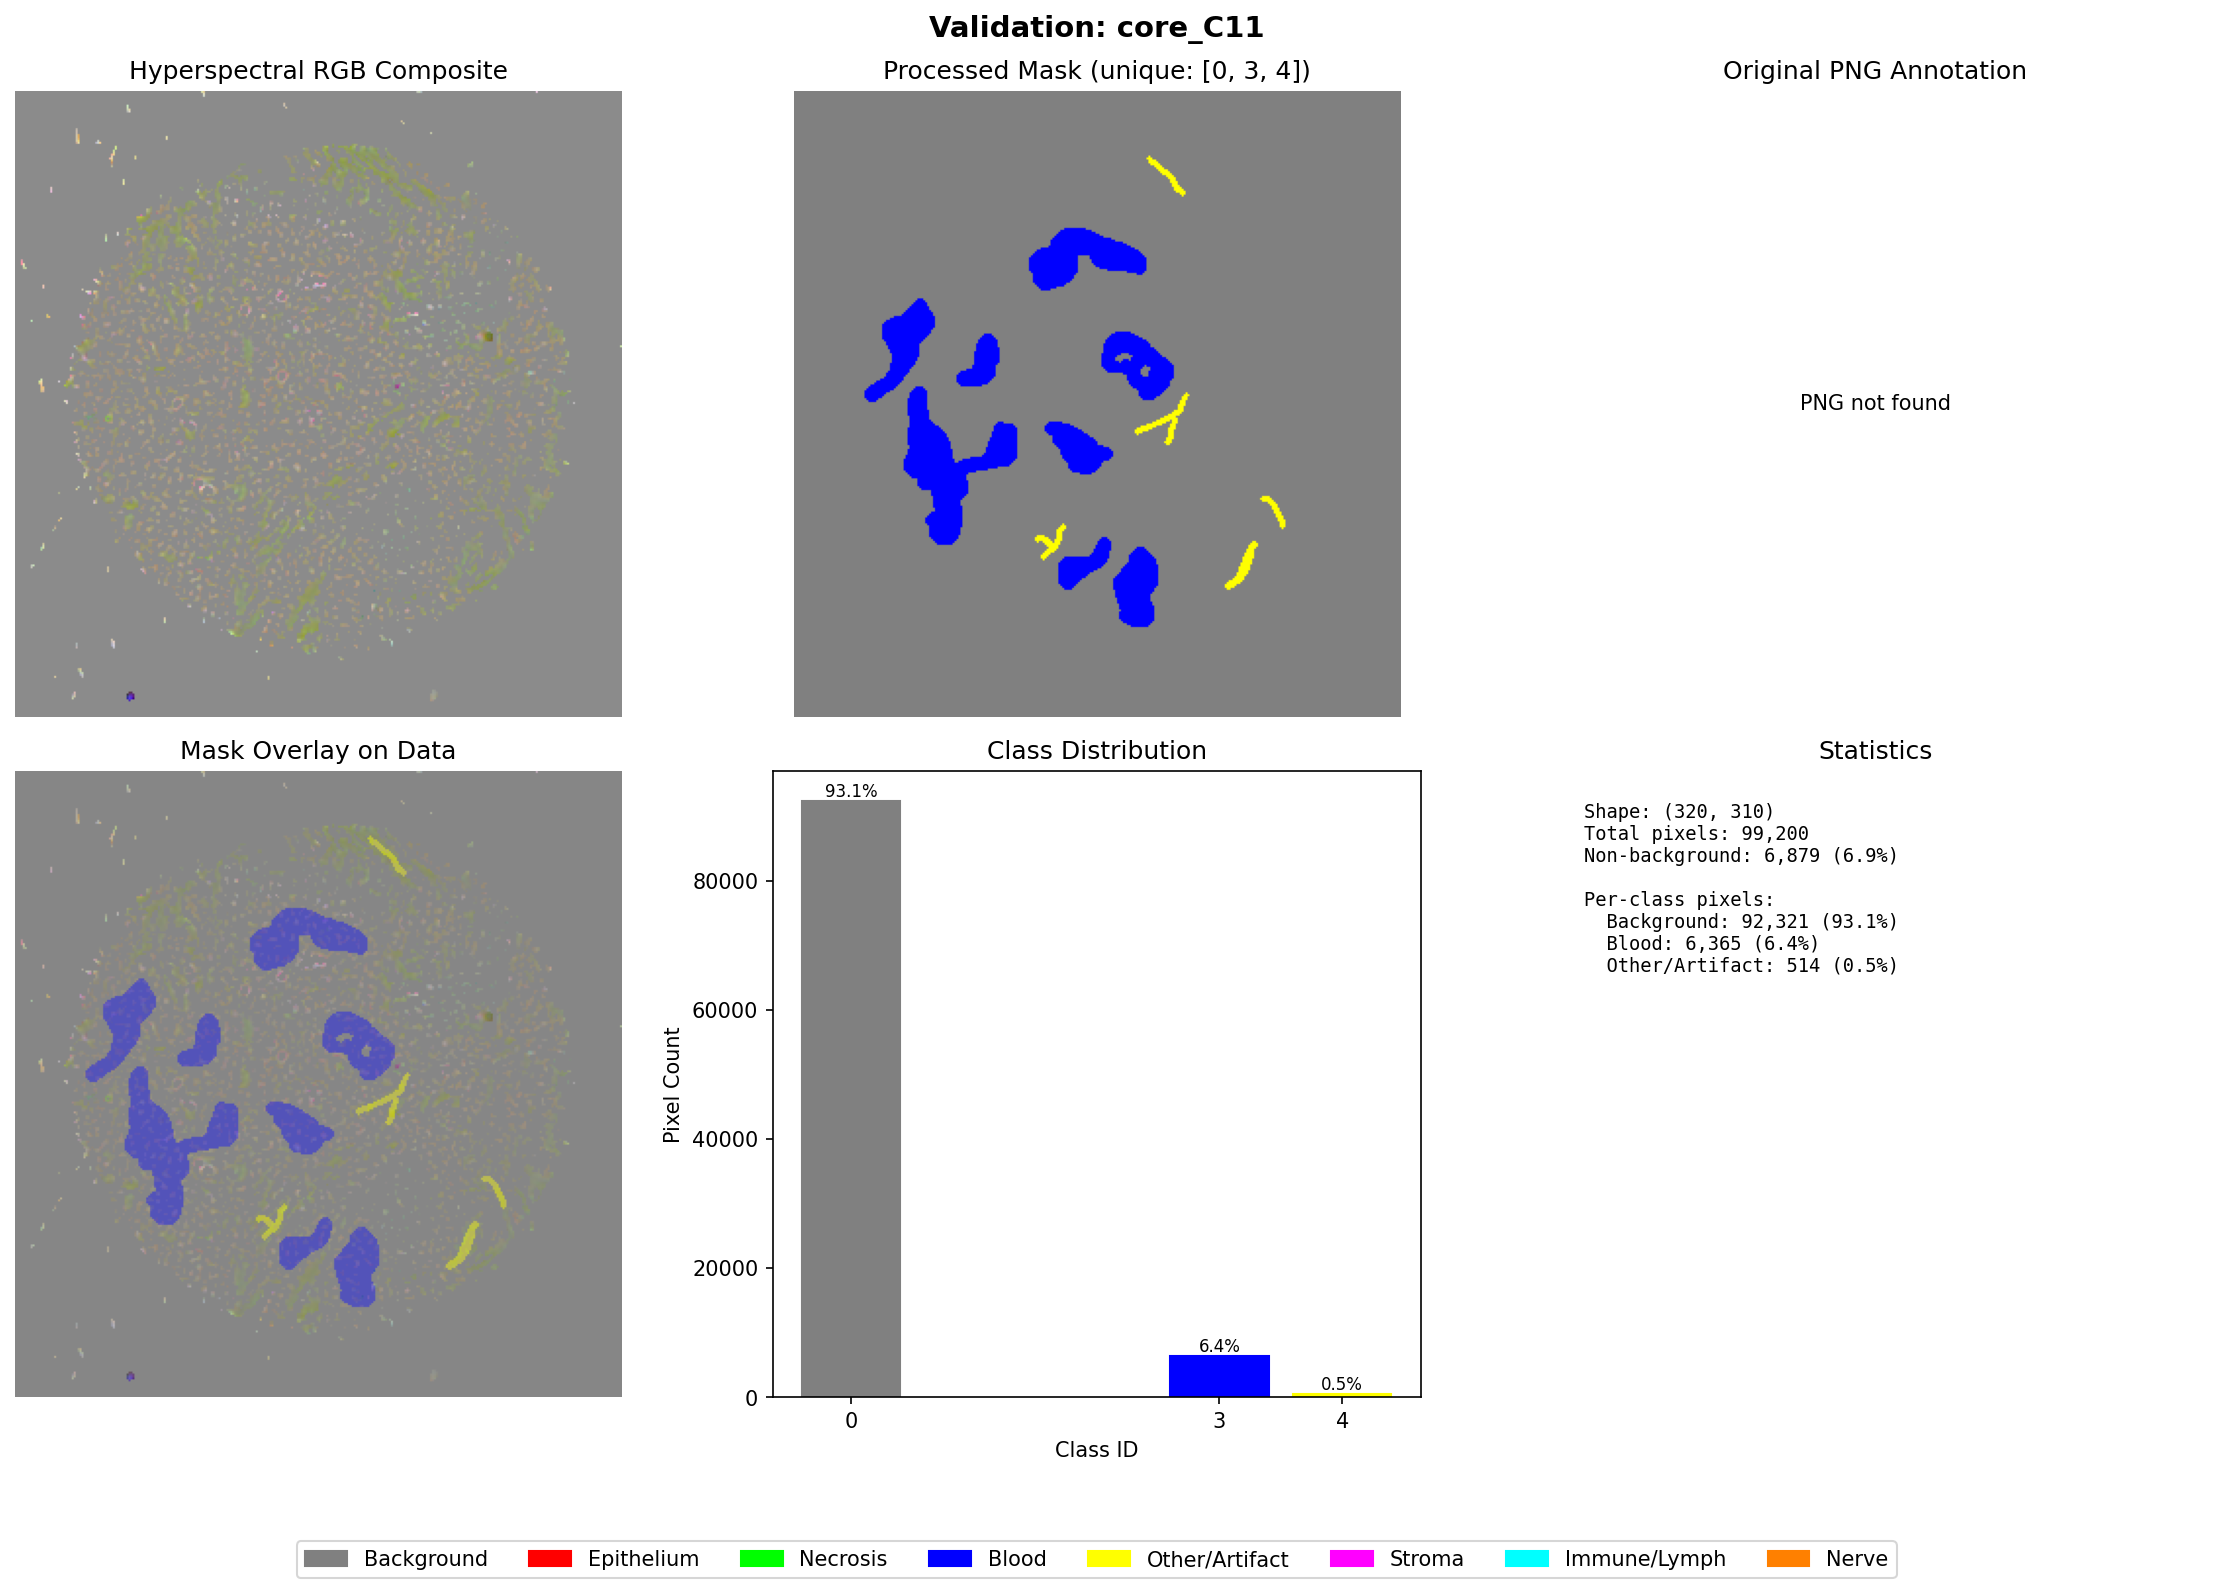 Validation: core_C11
Hyperspectral RGB Composite
Processed Mask (unique: [0, 3, 4])
Original PNG Annotation
PNG not found
Mask Overlay on Data
Class Distribution
93.1%
6.4%
0.5%
80000
60000
40000
20000
0
Pixel Count
0 3 4
Class ID
Statistics
Shape: (320, 310)
Total pixels: 99,200
Non-background: 6,879 (6.9%)
Per-class pixels:
Background: 92,321 (93.1%)
Blood: 6,365 (6.4%)
Other/Artifact: 514 (0.5%)
Background Epithelium Necrosis Blood Other/Artifact Stroma Immune/Lymph Nerve